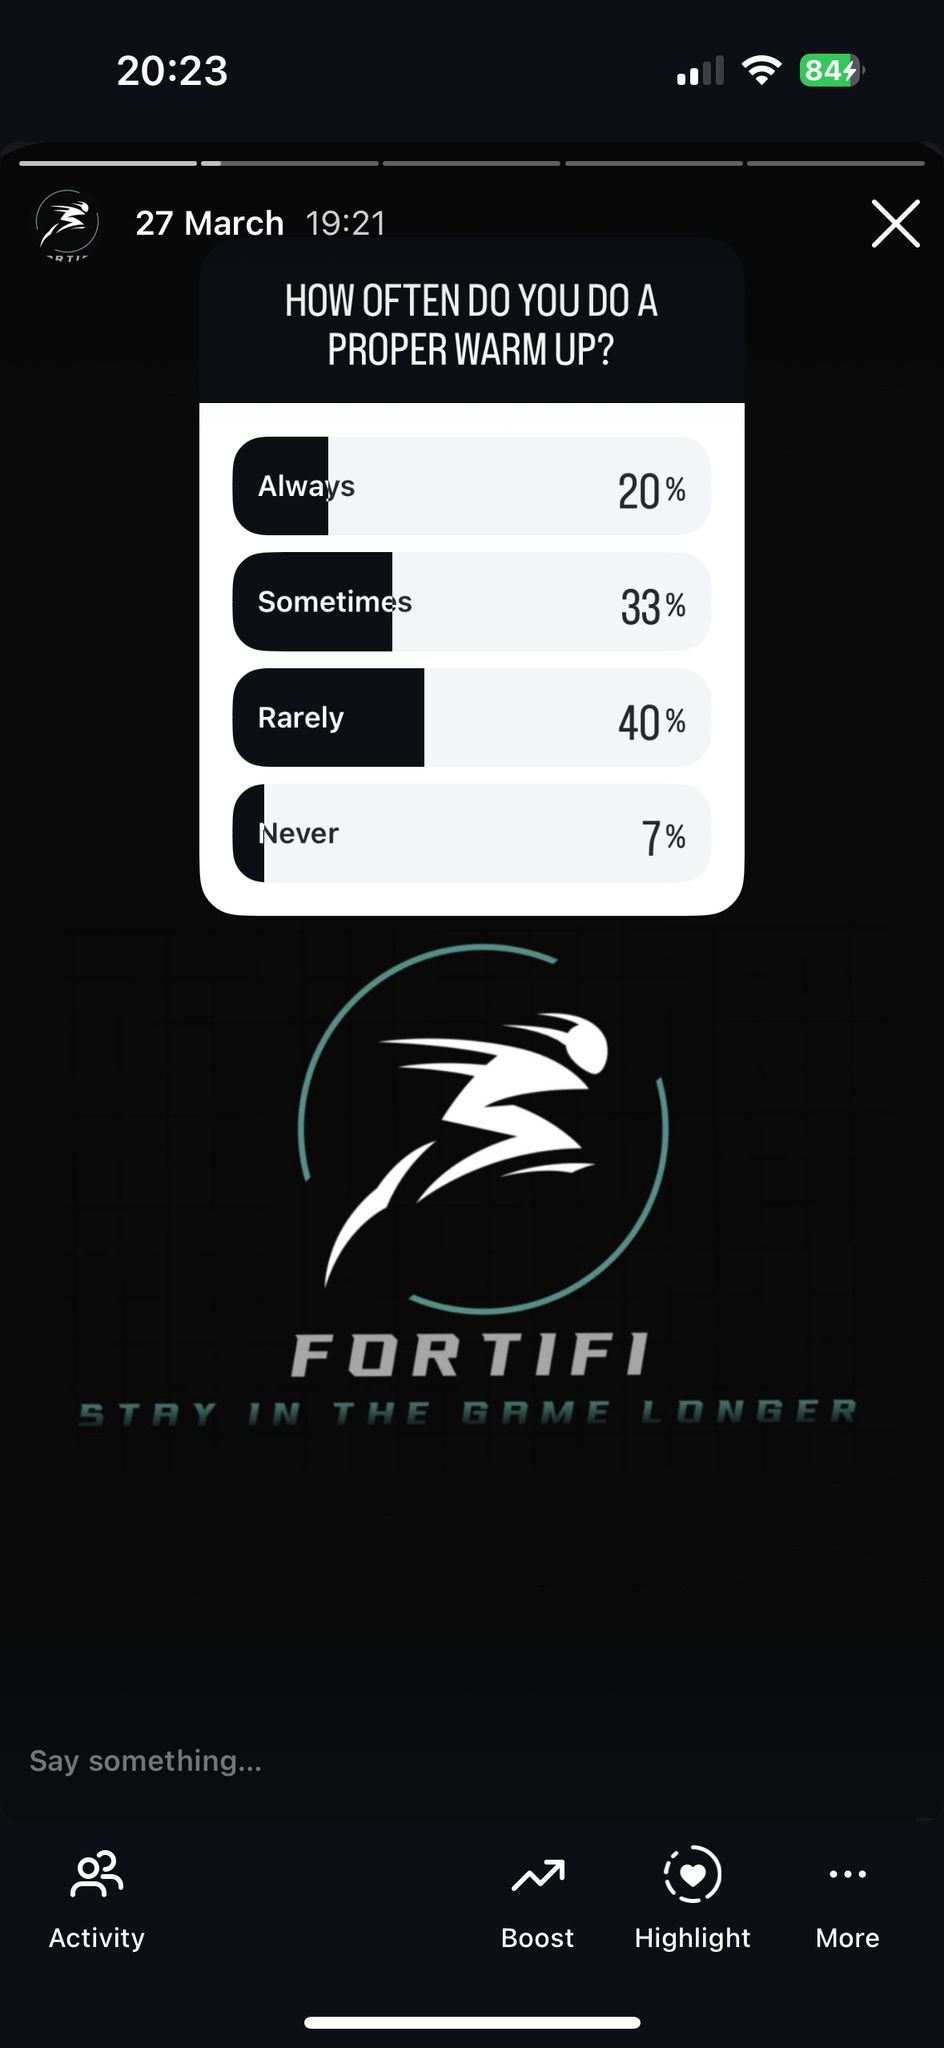 20:23
84
27 March 19:21
HOW OFTEN DO YOU DO A
PROPER WARM UP?
Always 20%
Sometimes 33%
Rarely 40%
Never 7%
FORTIFI
STAY IN THE GAME LONGER
Say something...
Activity Boost Highlight More